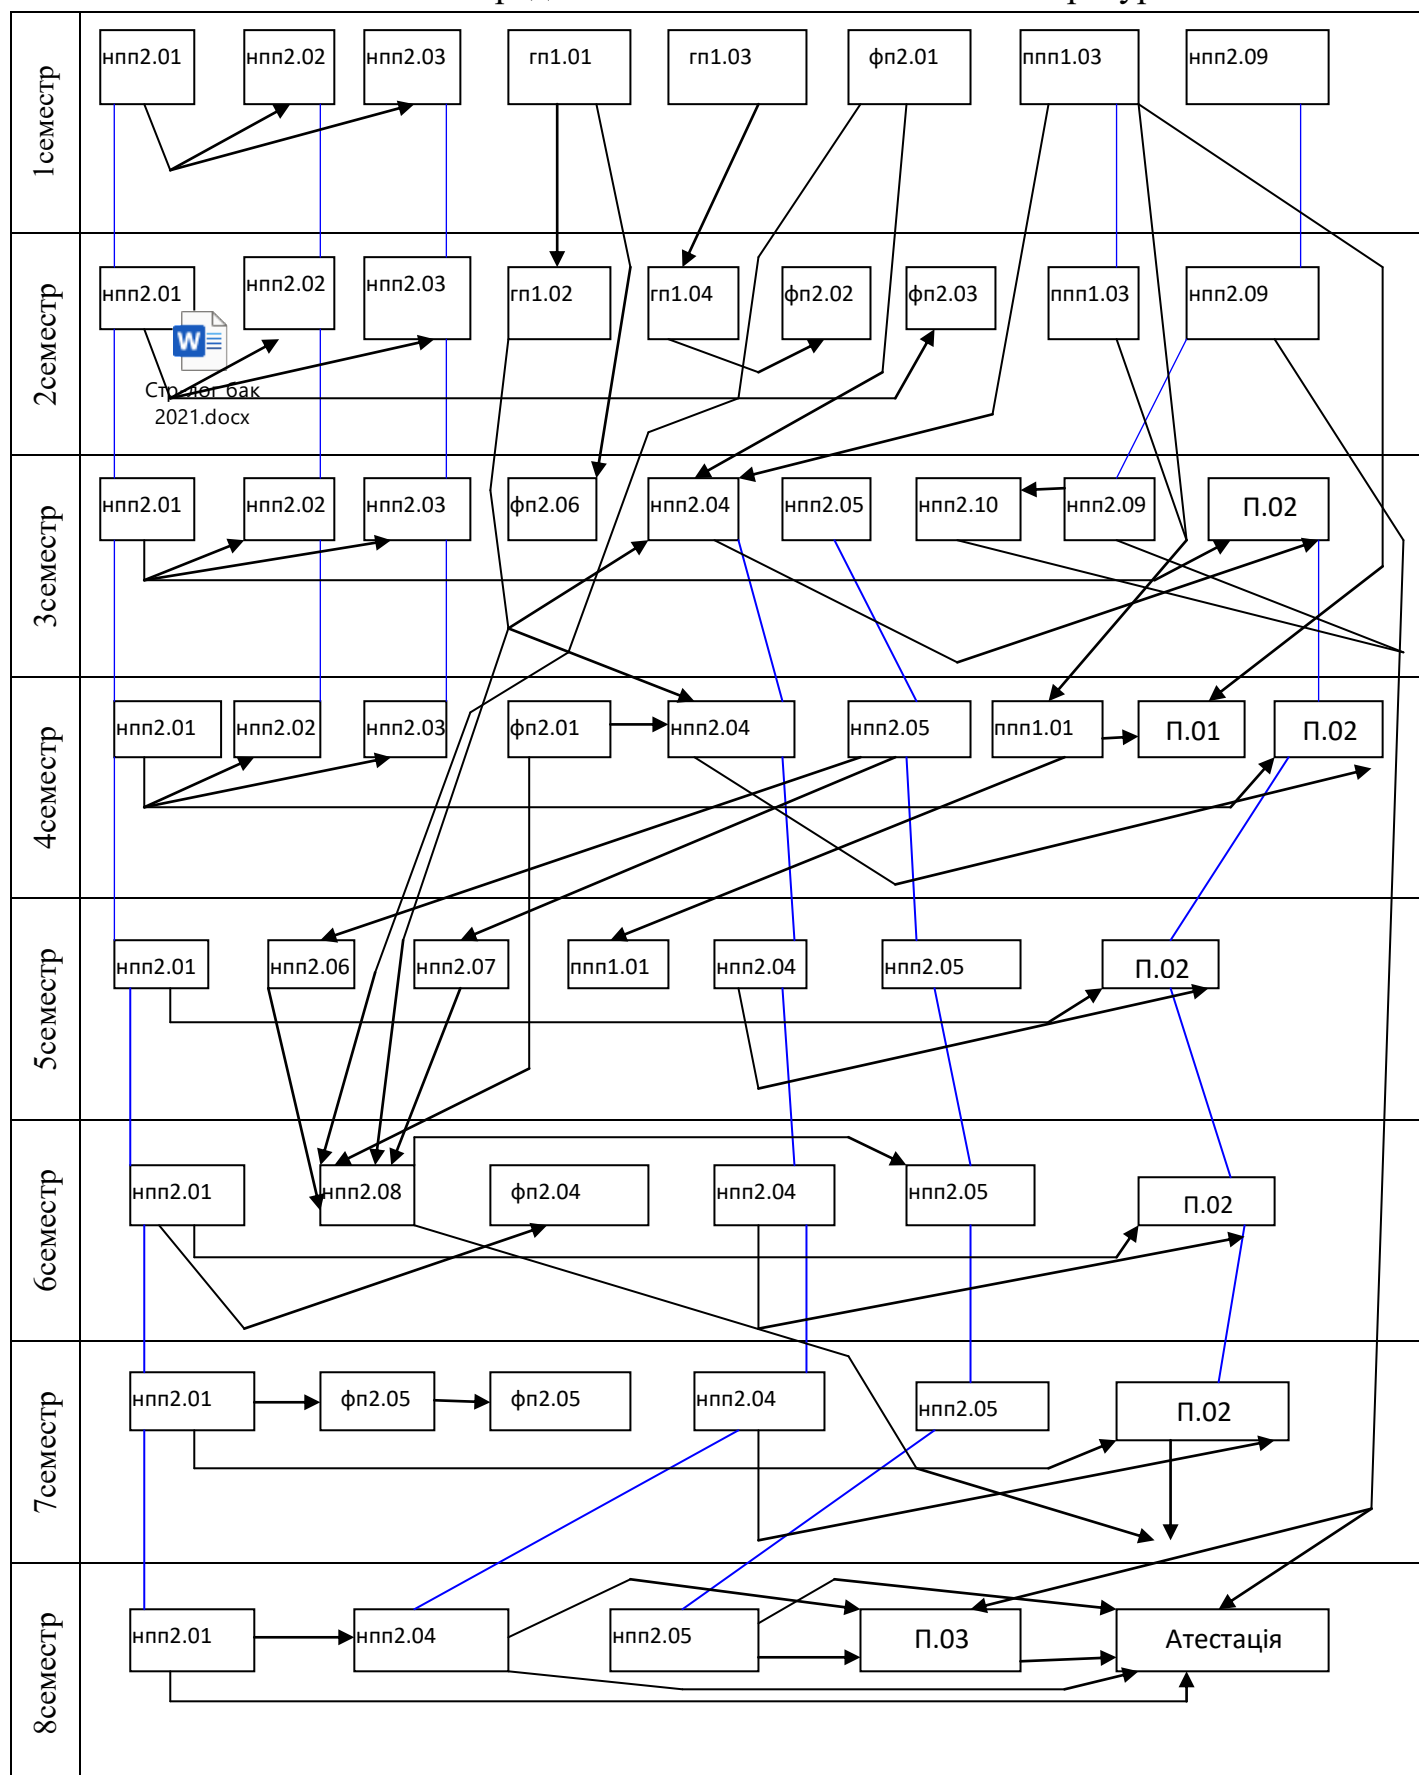 1семестр
нпп2.01 нпп2.02 нпп2.03 гп1.01 гп1.03 фп2.01 ппп1.03 нпп2.09
2семестр
нпп2.01 нпп2.02 нпп2.03 гп1.02 гп1.04 фп2.02 фп2.03 ппп1.03 нпп2.09
Стр-лог бак
2021.docx
3семестр
нпп2.01 нпп2.02 нпп2.03 фп2.06 нпп2.04 нпп2.05 нпп2.10 нпп2.09 П.02
4семестр
нпп2.01 нпп2.02 нпп2.03 фп2.01 нпп2.04 нпп2.05 ппп1.01 П.01 П.02
5семестр
нпп2.01 нпп2.06 нпп2.07 ппп1.01 нпп2.04 нпп2.05 П.02
6семестр
нпп2.01 нпп2.08 фп2.04 нпп2.04 нпп2.05 П.02
7семестр
нпп2.01 фп2.05 фп2.05 нпп2.04 нпп2.05 П.02
8семестр
нпп2.01 нпп2.04 нпп2.05 П.03 Атестація